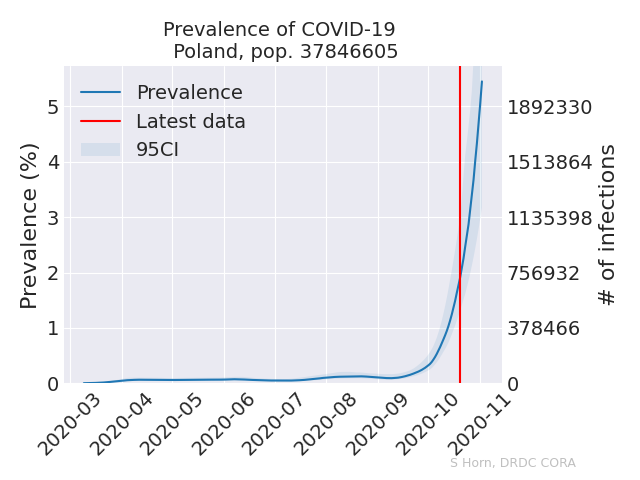 Prevalence of COVID-19
Poland, pop. 37846605
Prevalence
Latest data
95CI
Prevalence (%)
5
4
3
2
1
0
1892330
1513864
1135398
756932
378466
0
# of infections
2020-03
2020-04
2020-05
2020-06
2020-07
2020-08
2020-09
2020-10
2020-11
S Horn, DRDC CORA